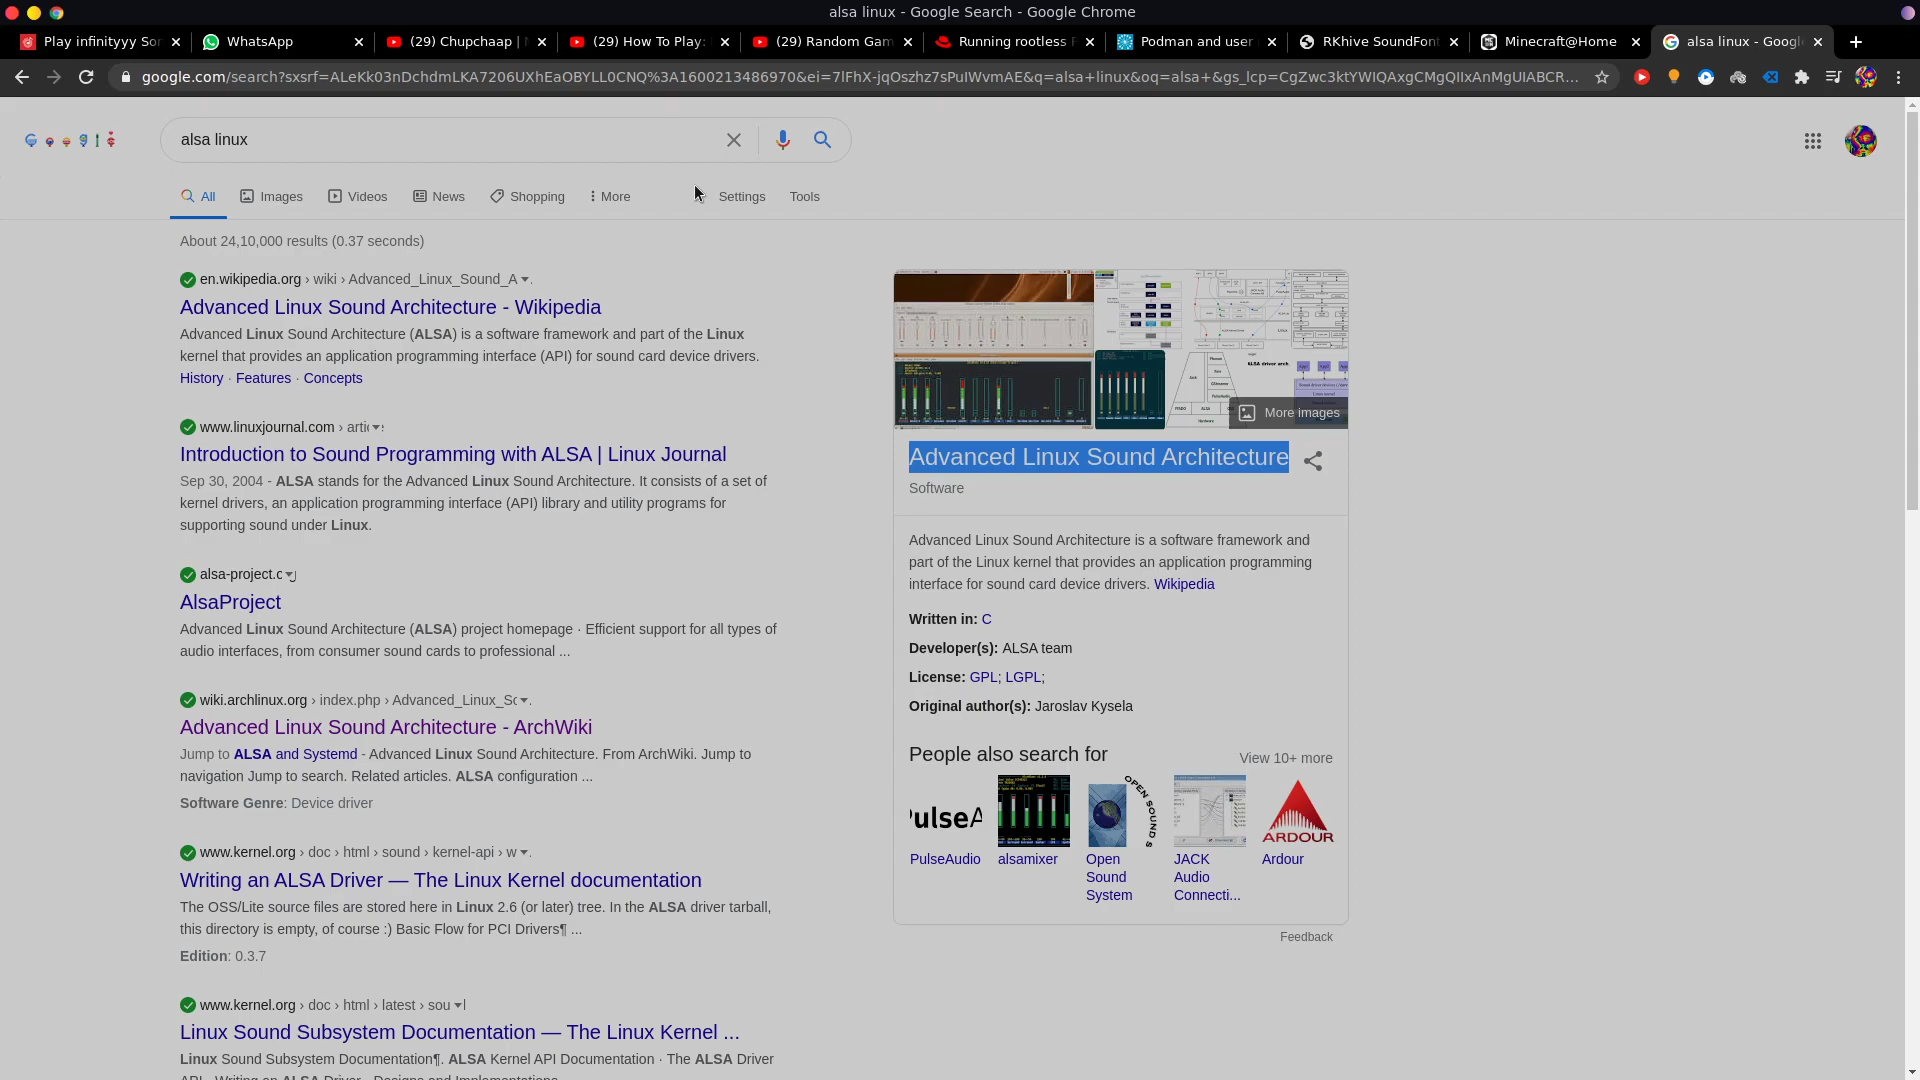 alsa linux - Google Search - Google Chrome
Play infinityyy Sor
WhatsApp
(29) Chupchaap |
(29) How To Play:
(29) Random Gam
Running rootless
Podman and user
RKhive SoundFont
Minecraft@Home
alsa linux - Googl
google.com/search?sxsrf=ALeKk03nDchdmLKA7206UXhEaOBYLL0CNQ%3A1600213486970&ei=7lFhX-jqOszhz7sPuIWvmAE&q=alsa+linux&oq=alsa+&gs_lcp=CgZwc3ktYWIQAxgCMgQIIxAnMgUIABCR...
alsa linux
All
Images
Videos
News
Shopping
More
Settings
Tools
About 24,10,000 results (0.37 seconds)
en.wikipedia.org › wiki › Advanced_Linux_Sound_A
Advanced Linux Sound Architecture - Wikipedia
Advanced Linux Sound Architecture (ALSA) is a software framework and part of the Linux
kernel that provides an application programming interface (API) for sound card device drivers.
History · Features · Concepts
www.linuxjournal.com › artic
Introduction to Sound Programming with ALSA | Linux Journal
Sep 30, 2004 - ALSA stands for the Advanced Linux Sound Architecture. It consists of a set of
kernel drivers, an application programming interface (API) library and utility programs for
supporting sound under Linux.
alsa-project.o
AlsaProject
Advanced Linux Sound Architecture (ALSA) project homepage · Efficient support for all types of
audio interfaces, from consumer sound cards to professional ...
wiki.archlinux.org › index.php › Advanced_Linux_So
Advanced Linux Sound Architecture - ArchWiki
Jump to ALSA and Systemd - Advanced Linux Sound Architecture. From ArchWiki. Jump to
navigation Jump to search. Related articles. ALSA configuration ...
Software Genre: Device driver
www.kernel.org › doc › html › sound › kernel-api › w
Writing an ALSA Driver — The Linux Kernel documentation
The OSS/Lite source files are stored here in Linux 2.6 (or later) tree. In the ALSA driver tarball,
this directory is empty, of course :) Basic Flow for PCI Drivers¶ ...
Edition: 0.3.7
www.kernel.org › doc › html › latest › sou
Linux Sound Subsystem Documentation — The Linux Kernel ...
Linux Sound Subsystem Documentation¶. ALSA Kernel API Documentation · The ALSA Driver
API · Writing an ALSA Driver · Designs and Implementations
More images
Advanced Linux Sound Architecture
Software
Advanced Linux Sound Architecture is a software framework and
part of the Linux kernel that provides an application programming
interface for sound card device drivers. Wikipedia
Written in: C
Developer(s): ALSA team
License: GPL; LGPL;
Original author(s): Jaroslav Kysela
People also search for
View 10+ more
PulseA
OPEN SOUND S
ARDOUR
PulseAudio
alsamixer
Open
Sound
System
JACK
Audio
Connecti...
Ardour
Feedback